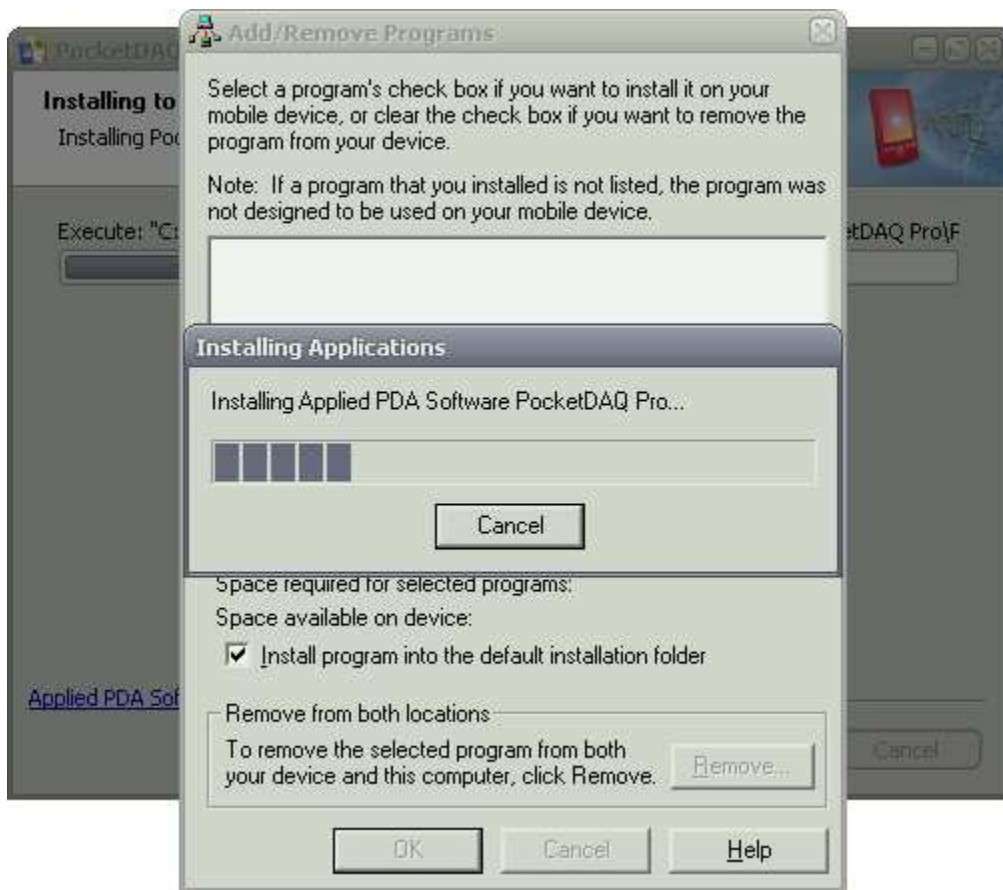 Add/Remove Programs
PocketDAQ
Installing to
Installing Poc
Select a program's check box if you want to install it on your
mobile device, or clear the check box if you want to remove the
program from your device.
Note: If a program that you installed is not listed, the program was
not designed to be used on your mobile device.
Execute: "C:
etDAQ Pro\F
Installing Applications
Installing Applied PDA Software PocketDAQ Pro...
Cancel
Space required for selected programs:
Space available on device:
Install program into the default installation folder
Applied PDA Sof
Remove from both locations
To remove the selected program from both
your device and this computer, click Remove.
Remove...
Cancel
OK
Cancel
Help